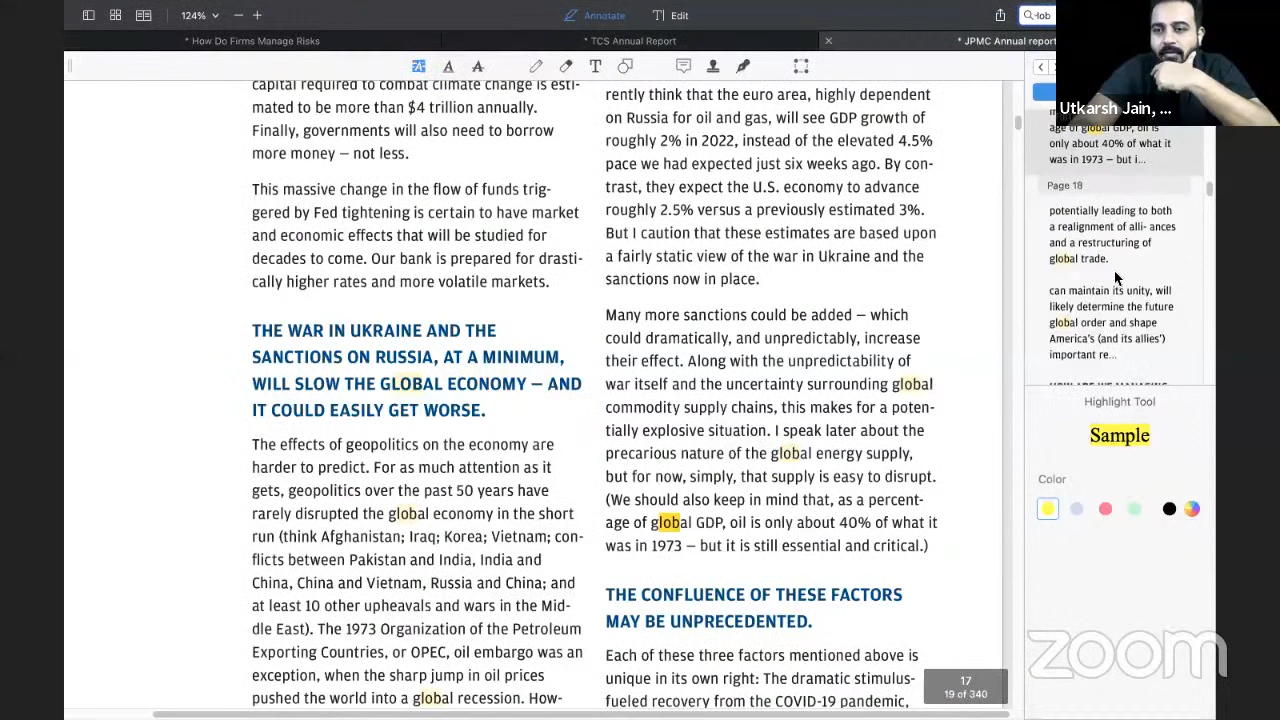 124%
Annotate
Edit
lob
* How Do Firms Manage Risks
* TCS Annual Report
* JPMC Annual report
Utkarsh Jain, ...
capital required to combat climate change is esti-
mated to be more than $4 trillion annually.
Finally, governments will also need to borrow
more money — not less.
This massive change in the flow of funds trig-
gered by Fed tightening is certain to have market
and economic effects that will be studied for
decades to come. Our bank is prepared for drasti-
cally higher rates and more volatile markets.
THE WAR IN UKRAINE AND THE
SANCTIONS ON RUSSIA, AT A MINIMUM,
WILL SLOW THE GLOBAL ECONOMY — AND
IT COULD EASILY GET WORSE.
The effects of geopolitics on the economy are
harder to predict. For as much attention as it
gets, geopolitics over the past 50 years have
rarely disrupted the global economy in the short
run (think Afghanistan; Iraq; Korea; Vietnam; con-
flicts between Pakistan and India, India and
China, China and Vietnam, Russia and China; and
at least 10 other upheavals and wars in the Mid-
dle East). The 1973 Organization of the Petroleum
Exporting Countries, or OPEC, oil embargo was an
exception, when the sharp jump in oil prices
pushed the world into a global recession. How-
rently think that the euro area, highly dependent
on Russia for oil and gas, will see GDP growth of
roughly 2% in 2022, instead of the elevated 4.5%
pace we had expected just six weeks ago. By con-
trast, they expect the U.S. economy to advance
roughly 2.5% versus a previously estimated 3%.
But I caution that these estimates are based upon
a fairly static view of the war in Ukraine and the
sanctions now in place.
Many more sanctions could be added — which
could dramatically, and unpredictably, increase
their effect. Along with the unpredictability of
war itself and the uncertainty surrounding global
commodity supply chains, this makes for a poten-
tially explosive situation. I speak later about the
precarious nature of the global energy supply,
but for now, simply, that supply is easy to disrupt.
(We should also keep in mind that, as a percent-
age of global GDP, oil is only about 40% of what it
was in 1973 — but it is still essential and critical.)
THE CONFLUENCE OF THESE FACTORS
MAY BE UNPRECEDENTED.
Each of these three factors mentioned above is
unique in its own right: The dramatic stimulus-
fueled recovery from the COVID-19 pandemic,
17
19 of 340
age of global GDP, oil is
only about 40% of what it
was in 1973 — but i...
Page 18
potentially leading to both
a realignment of alli- ances
and a restructuring of
global trade.
can maintain its unity, will
likely determine the future
global order and shape
America's (and its allies')
important re...
HOW ARE WE MANAGING
Highlight Tool
Sample
Color
zoom